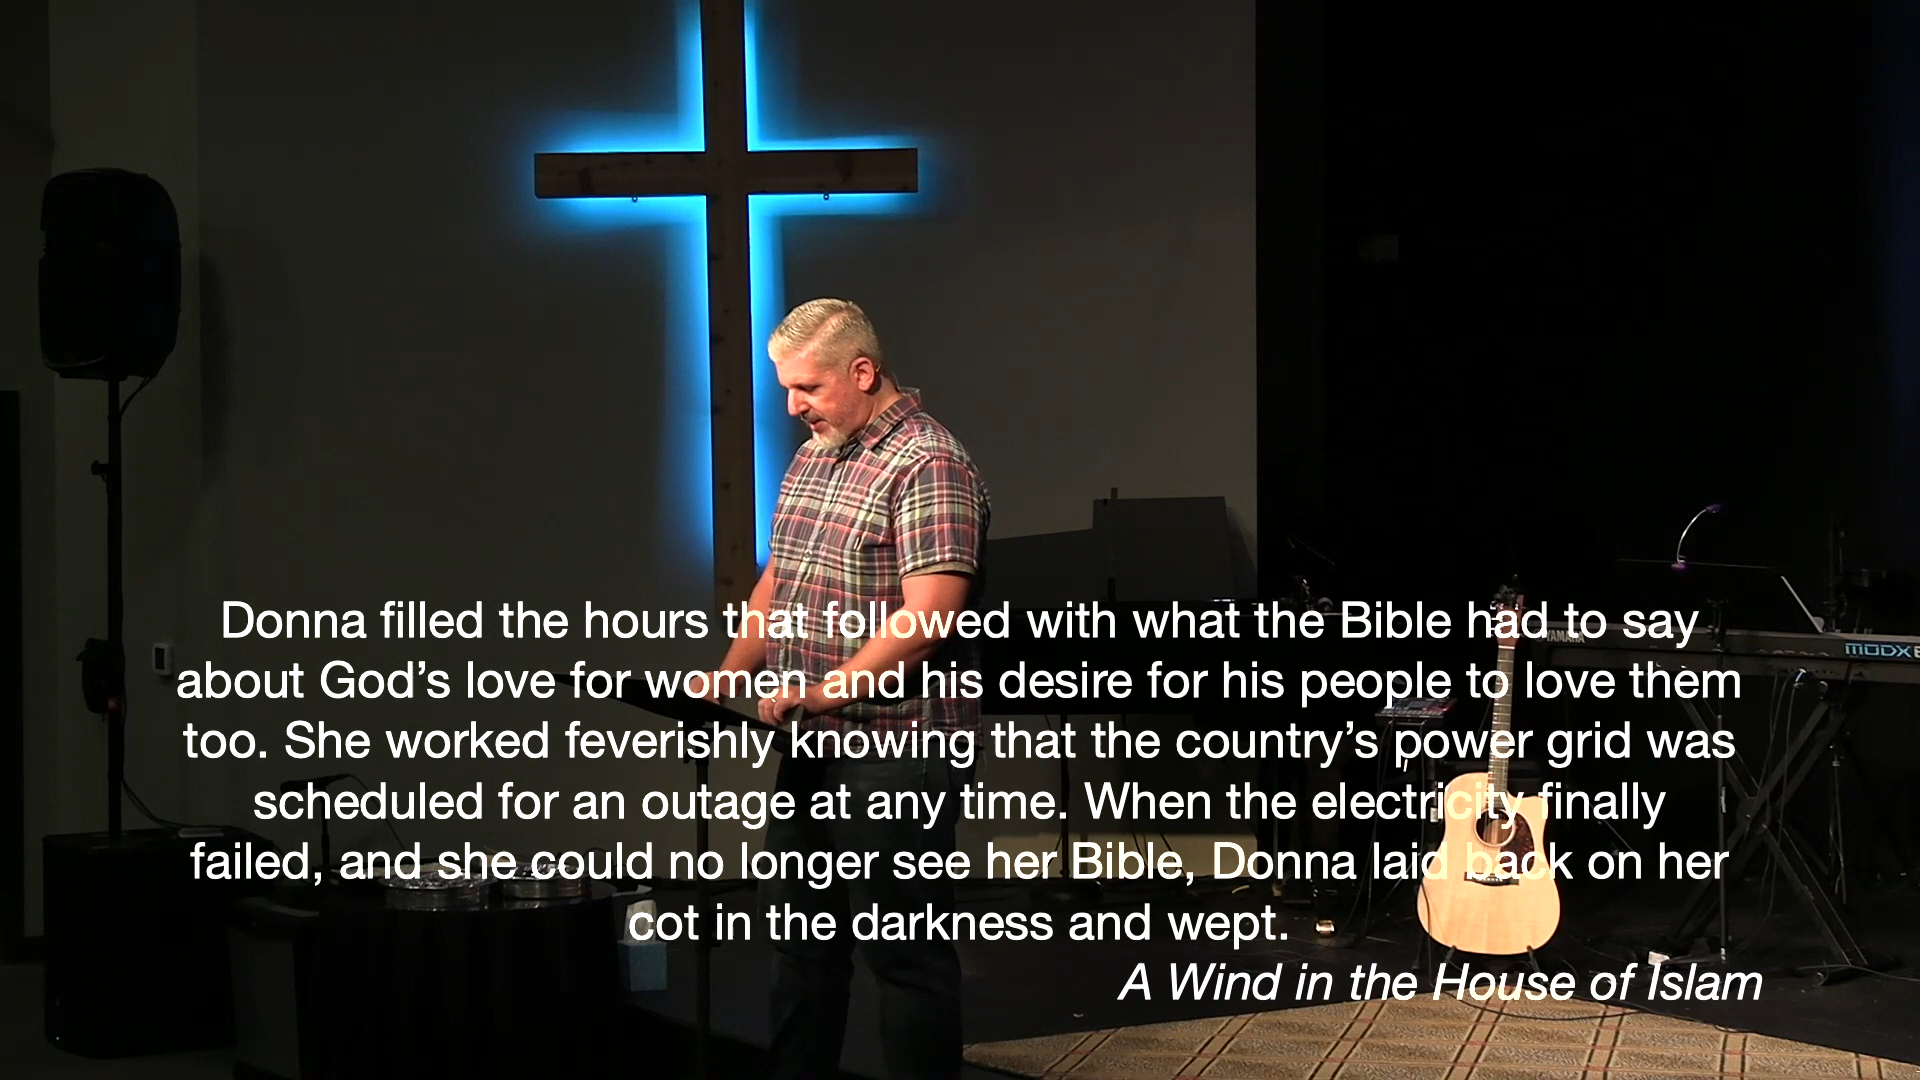 Donna filled the hours that followed with what the Bible had to say
about God’s love for women and his desire for his people to love them
too. She worked feverishly knowing that the country’s power grid was
scheduled for an outage at any time. When the electricity finally
failed, and she could no longer see her Bible, Donna laid back on her
cot in the darkness and wept.
A Wind in the House of Islam
YAMAHA
MODX8